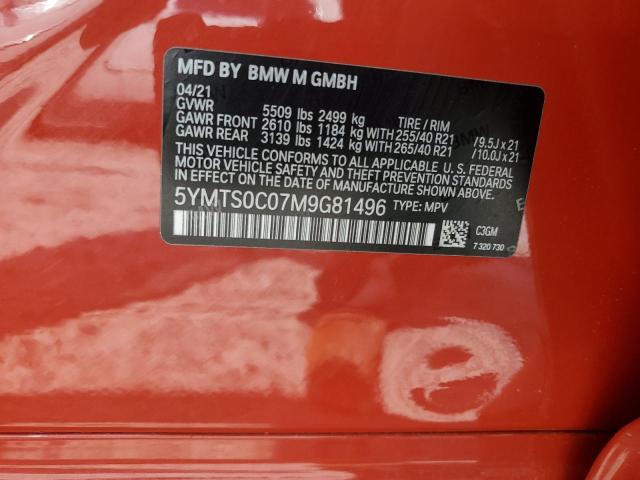 MFD BY BMW M GMBH
04/21
GVWR 5509 lbs 2499 kg TIRE / RIM
GAWR FRONT 2610 lbs 1184 kg WITH 255/40 R21 / 9.5J x 21
GAWR REAR 3139 lbs 1424 kg WITH 265/40 R21 / 10.0J x 21
THIS VEHICLE CONFORMS TO ALL APPLICABLE U.S. FEDERAL
MOTOR VEHICLE SAFETY, BUMPER, AND THEFT PREVENTION STANDARDS
IN EFFECT ON THE DATE OF MANUFACTURE SHOWN ABOVE.
5YMTS0C07M9G81496 TYPE: MPV
C3GM
7 320 730